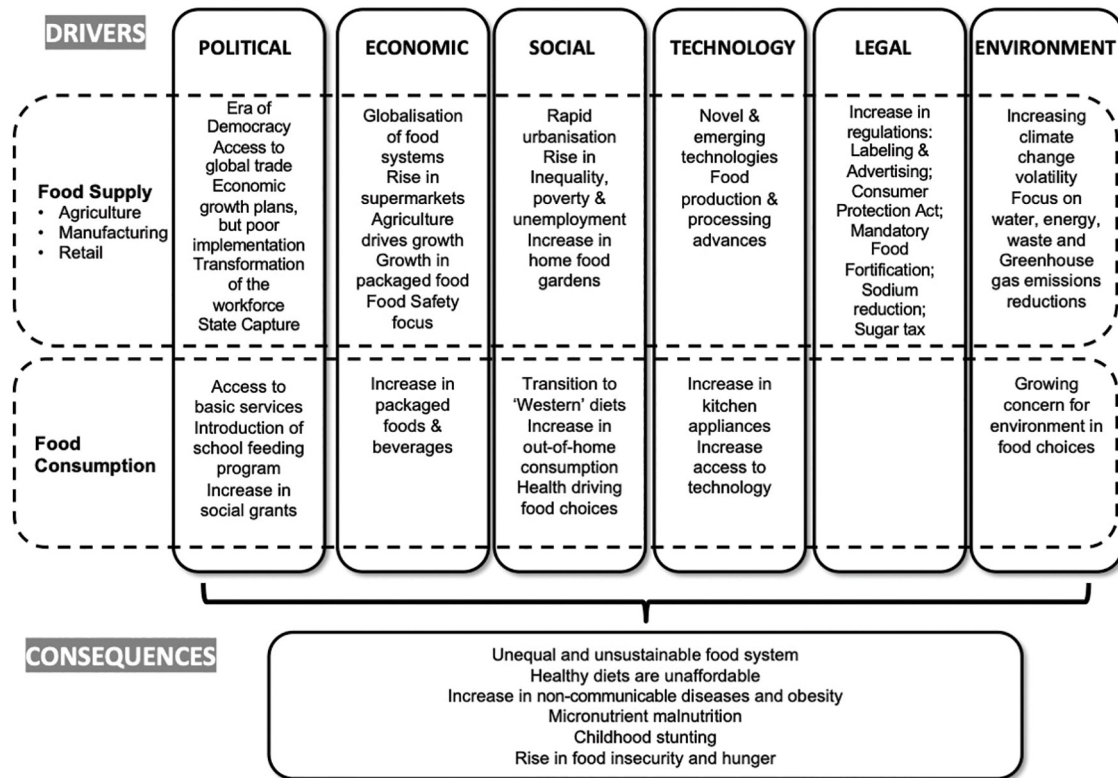 DRIVERS
POLITICAL
ECONOMIC
SOCIAL
TECHNOLOGY
LEGAL
ENVIRONMENT
Food Supply
• Agriculture
• Manufacturing
• Retail
Era of
Democracy
Access to
global trade
Economic
growth plans,
but poor
implementation
Transformation
of the
workforce
State Capture
Globalisation
of food
systems
Rise in
supermarkets
Agriculture
drives growth
Growth in
packaged food
Food Safety
focus
Rapid
urbanisation
Rise in
Inequality,
poverty &
unemployment
Increase in
home food
gardens
Novel &
emerging
technologies
Food
production &
processing
advances
Increase in
regulations:
Labeling &
Advertising;
Consumer
Protection Act;
Mandatory
Food
Fortification;
Sodium
reduction;
Sugar tax
Increasing
climate
change
volatility
Focus on
water, energy,
waste and
Greenhouse
gas emissions
reductions
Food
Consumption
Access to
basic services
Introduction of
school feeding
program
Increase in
social grants
Increase in
packaged
foods &
beverages
Transition to
‘Western’ diets
Increase in
out-of-home
consumption
Health driving
food choices
Increase in
kitchen
appliances
Increase
access to
technology
Growing
concern for
environment in
food choices
CONSEQUENCES
Unequal and unsustainable food system
Healthy diets are unaffordable
Increase in non-communicable diseases and obesity
Micronutrient malnutrition
Childhood stunting
Rise in food insecurity and hunger